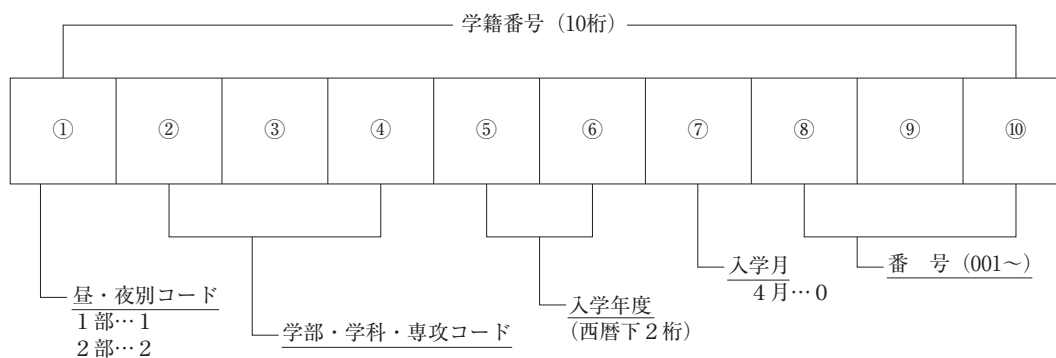 学籍番号（10桁）
① ② ③ ④ ⑤ ⑥ ⑦ ⑧ ⑨ ⑩
昼・夜別コード
１部…１
２部…２
学部・学科・専攻コード
入学年度
（西暦下２桁）
入学月
４月…０
番　号（001〜）